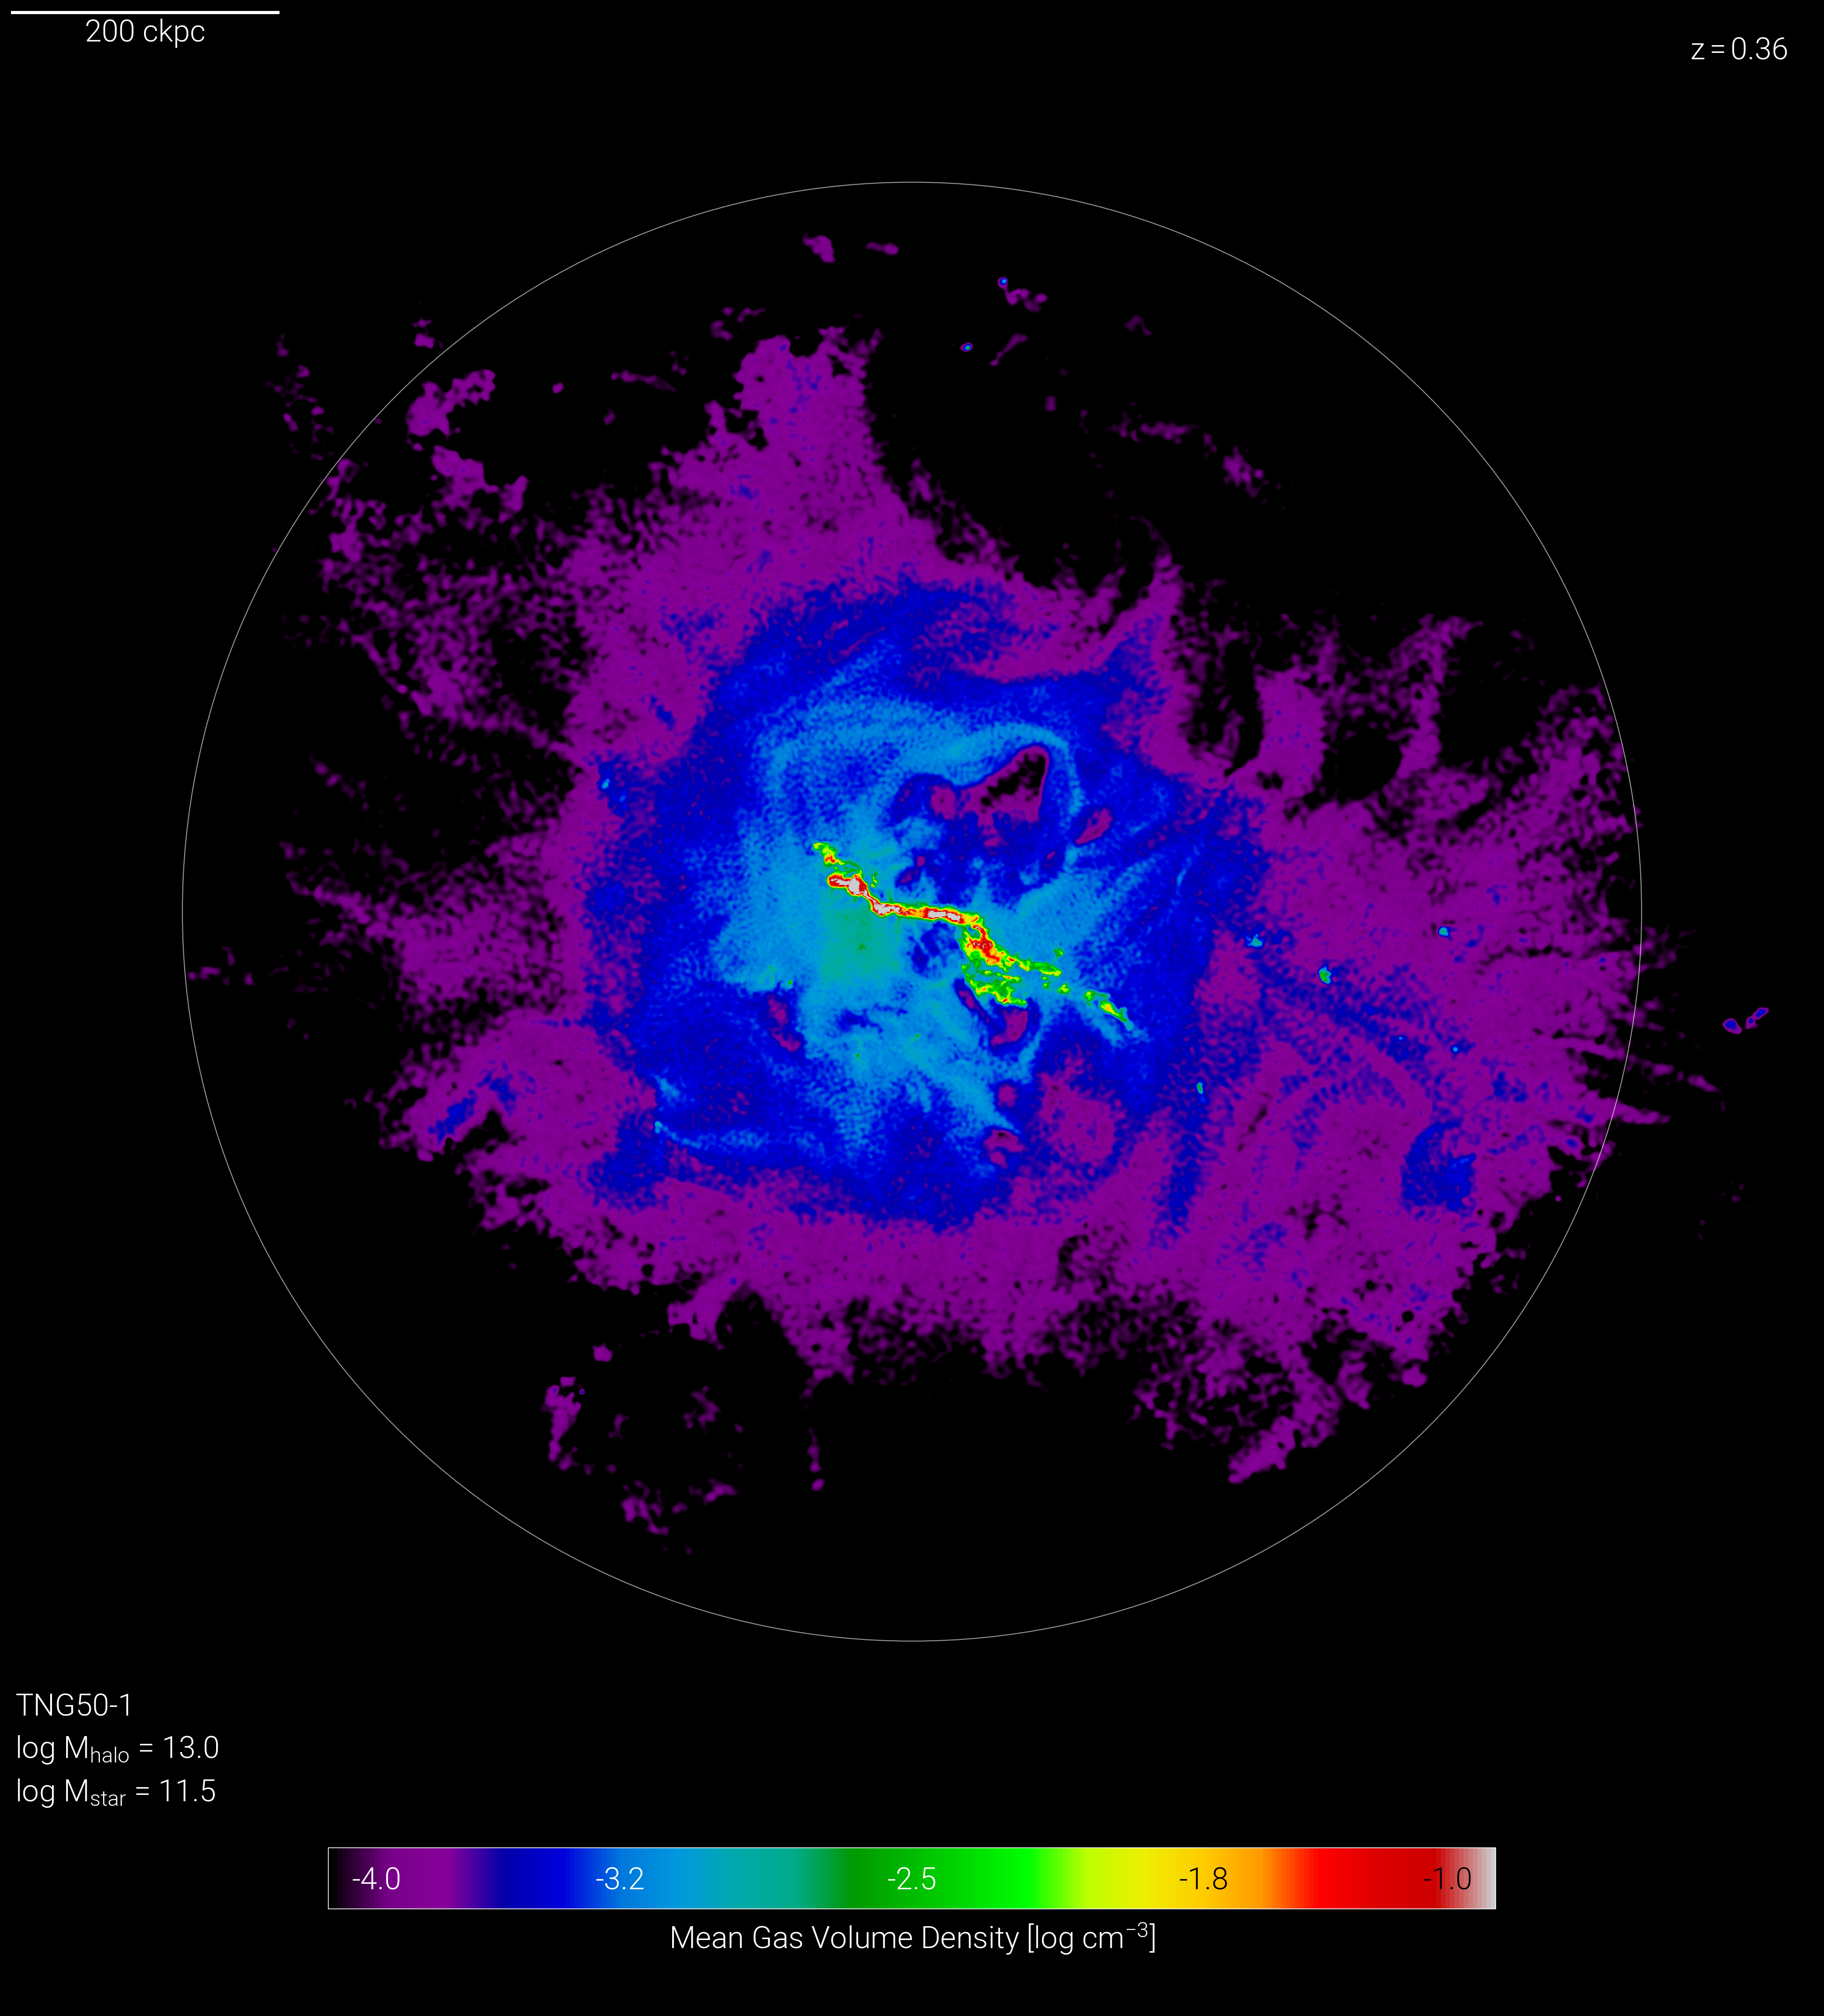 200 ckpc
z = 0.36
TNG50-1
log Mhalo = 13.0
log Mstar = 11.5
-4.0 -3.2 -2.5 -1.8 -1.0
Mean Gas Volume Density [log cm⁻³]